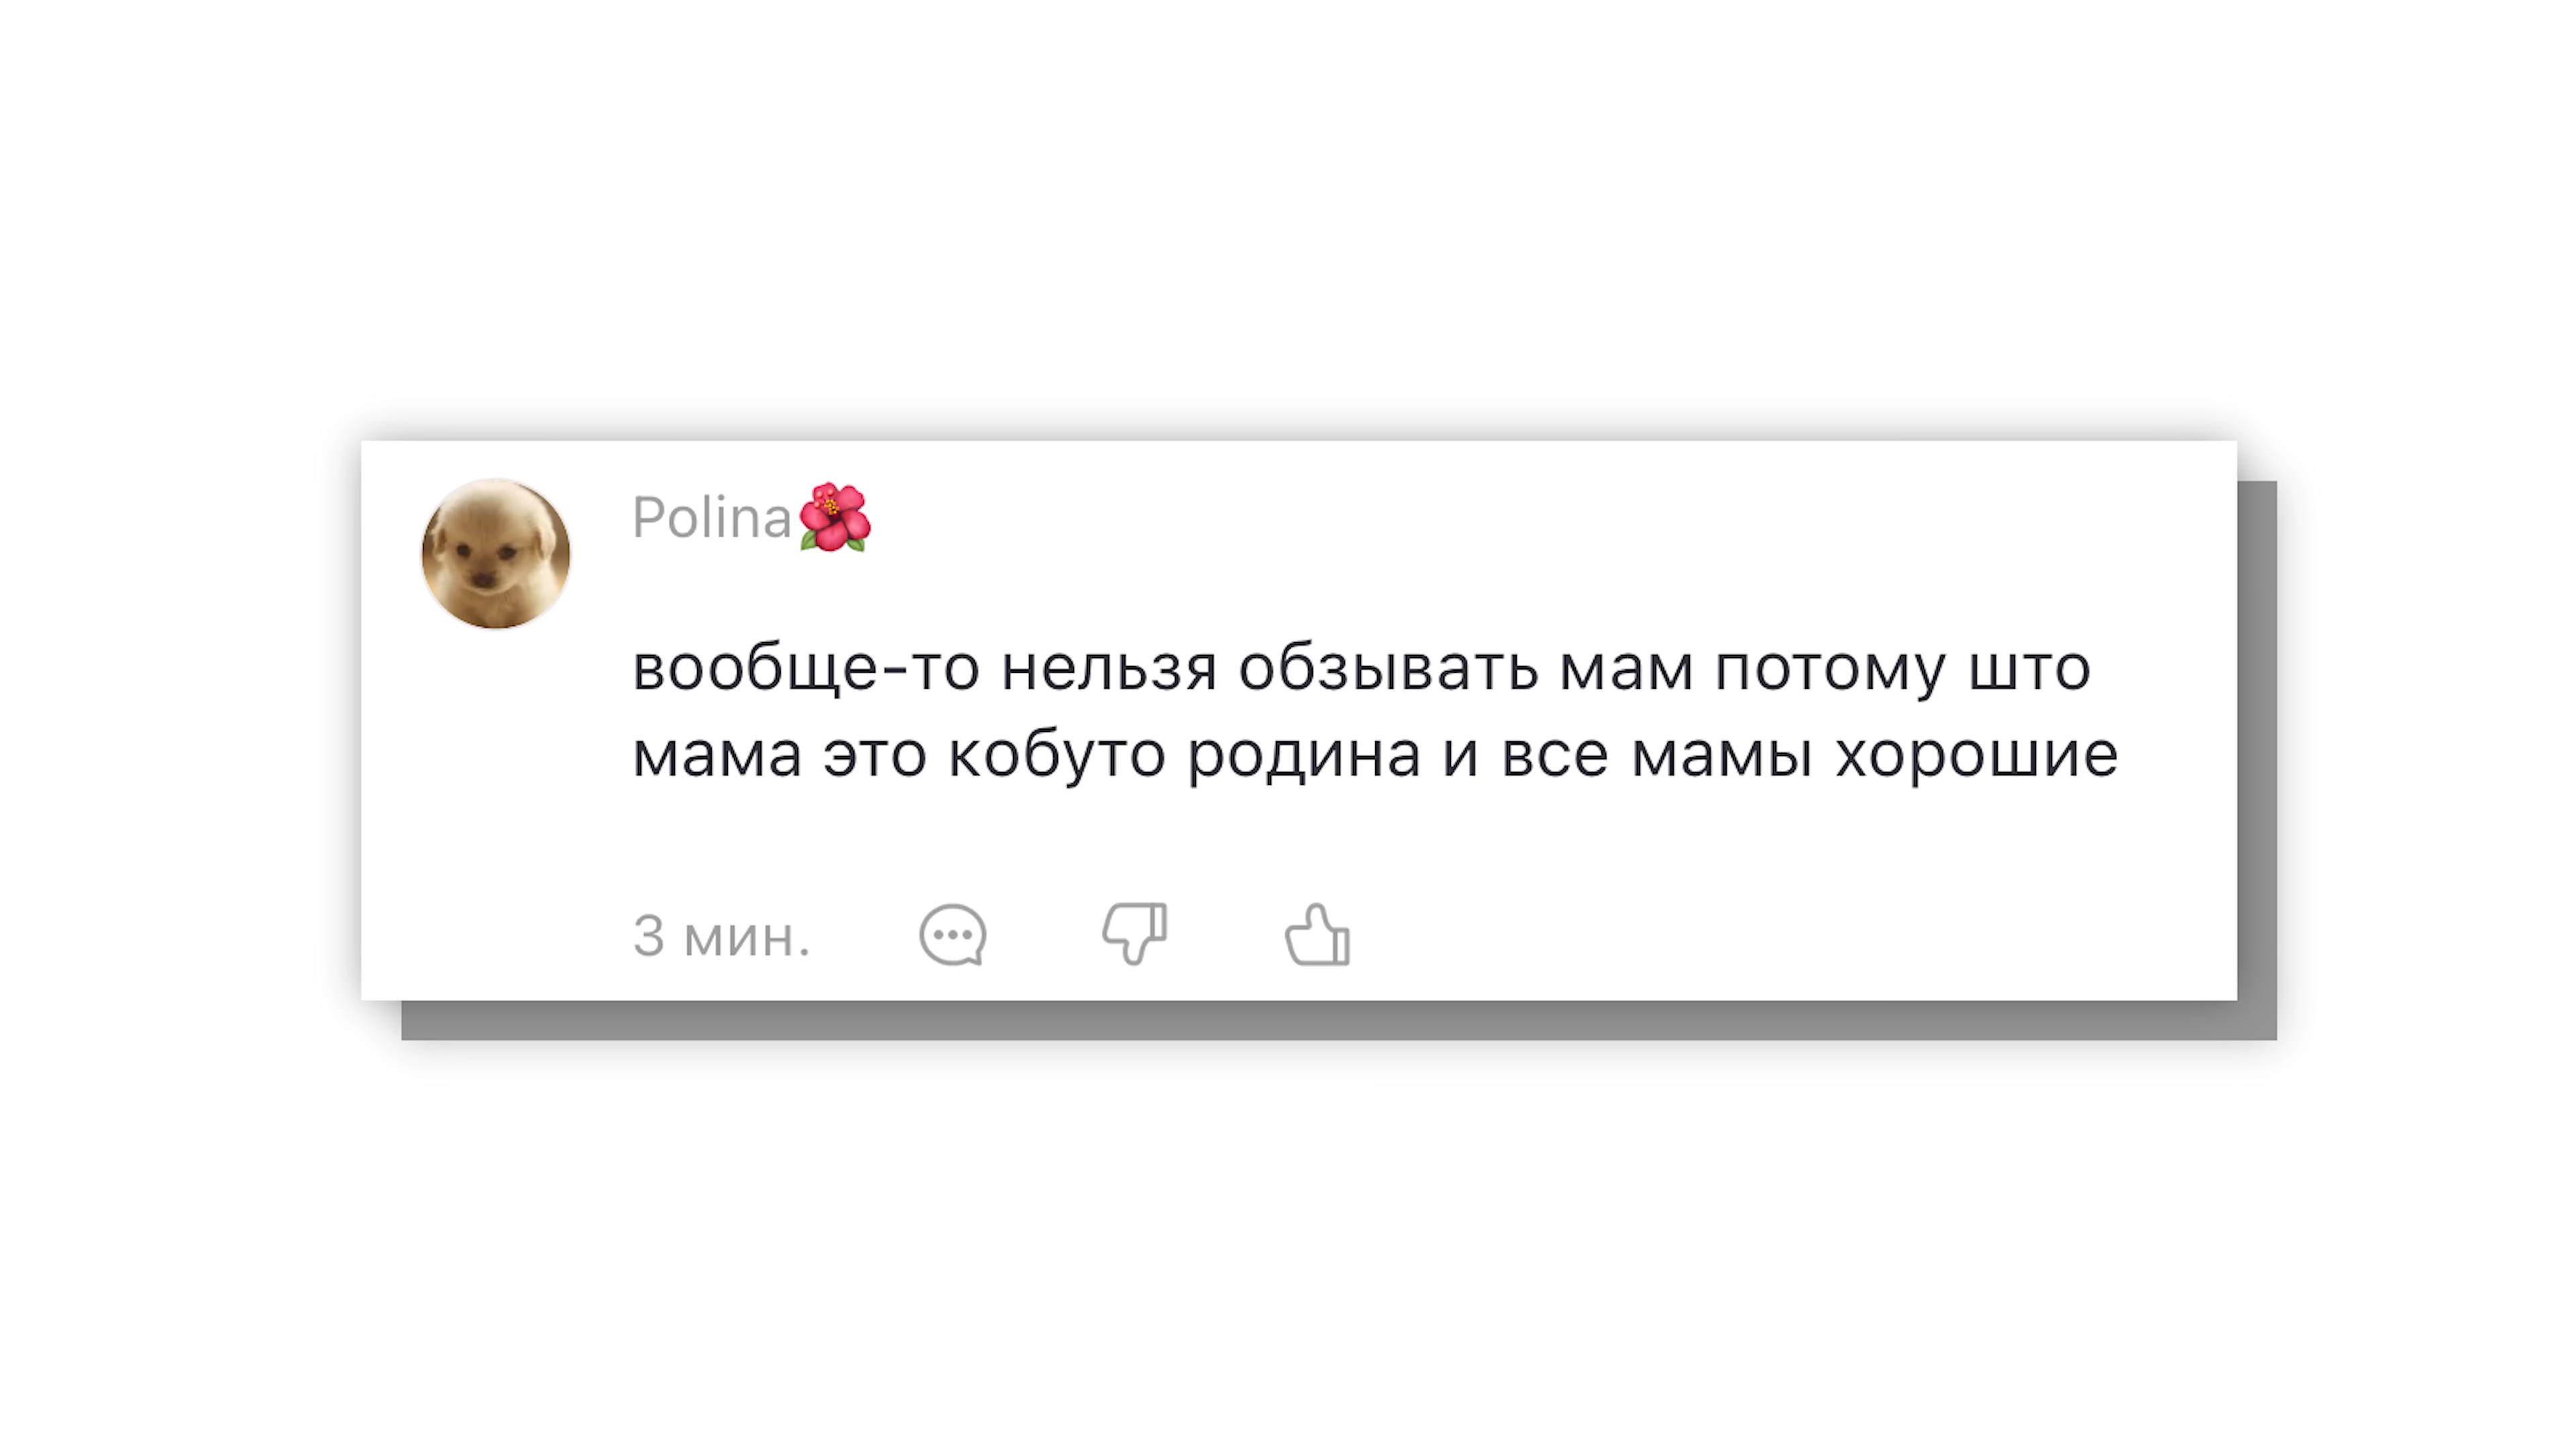 Polina🌺
вообще-то нельзя обзывать мам потому што
мама это кобуто родина и все мамы хорошие
3 мин.